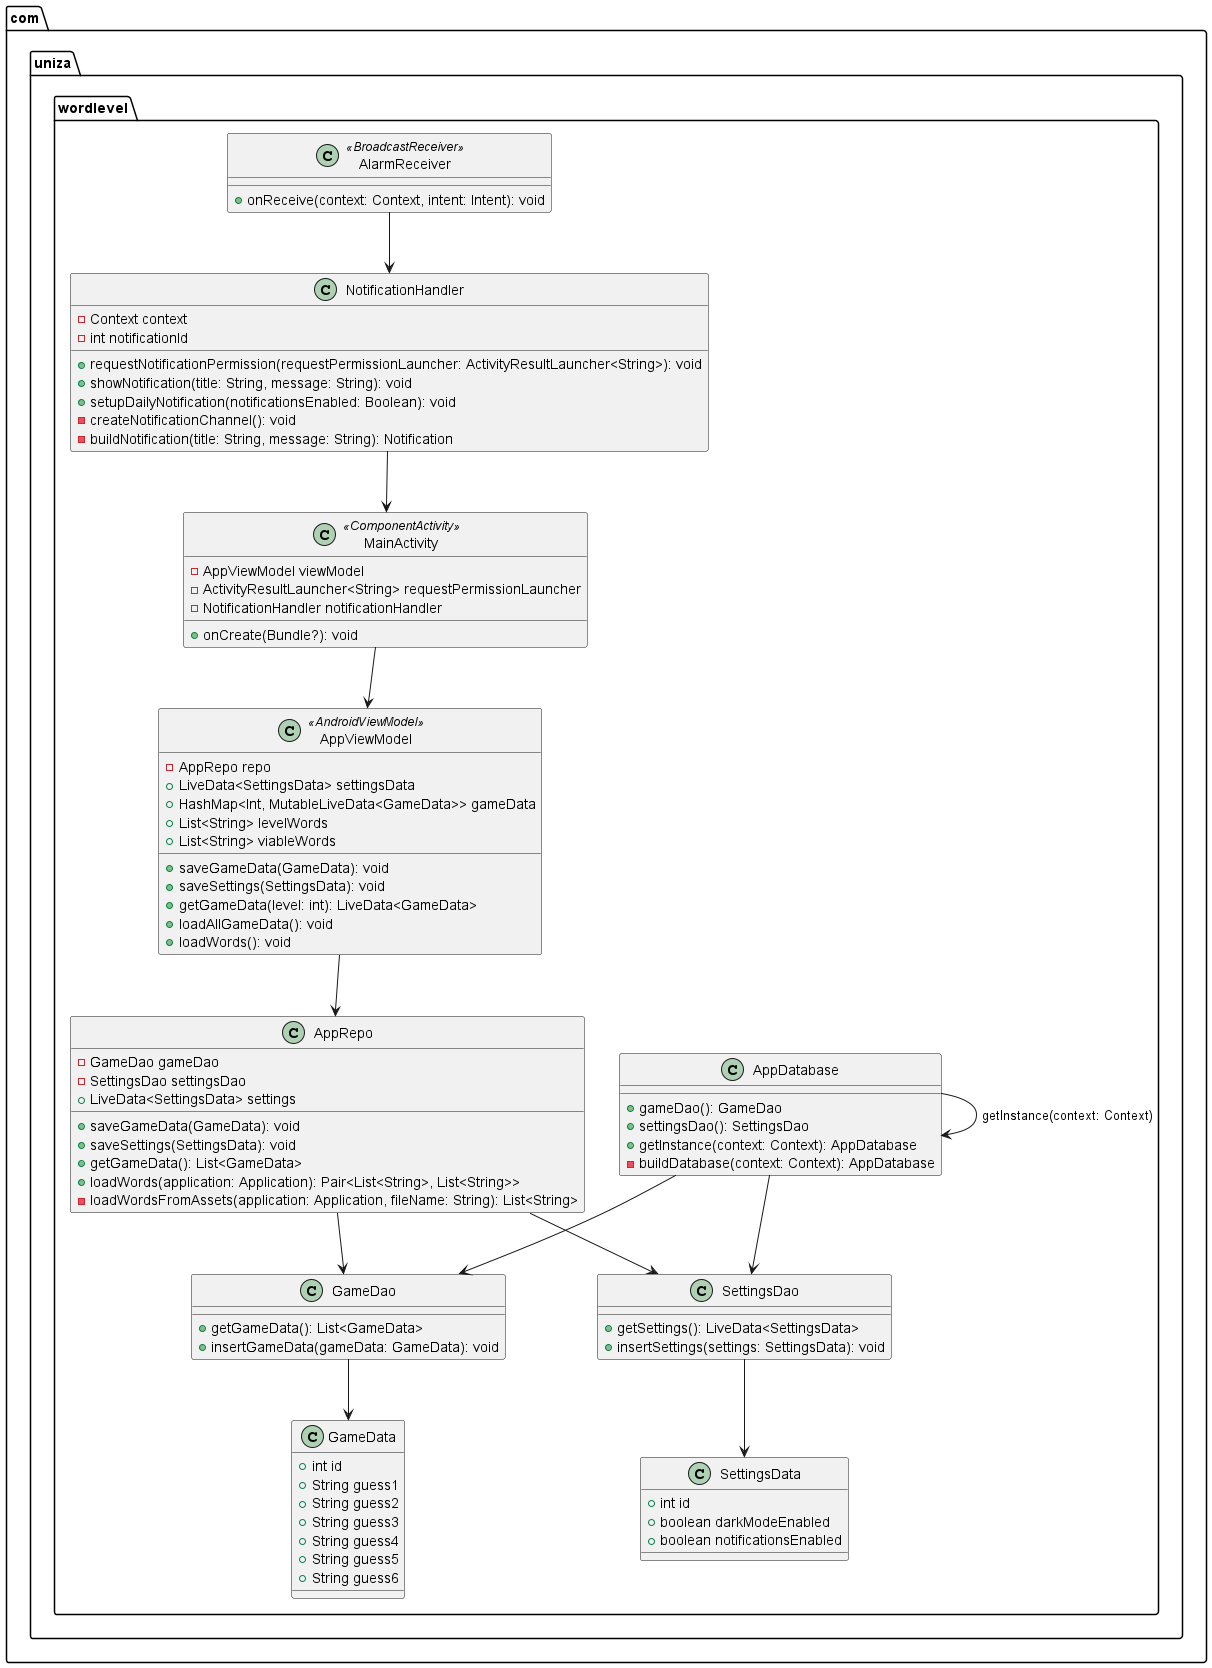 com
uniza
wordlevel
C «BroadcastReceiver»
AlarmReceiver
onReceive(context: Context, intent: Intent): void
C NotificationHandler
Context context
int notificationId
requestNotificationPermission(requestPermissionLauncher: ActivityResultLauncher<String>): void
showNotification(title: String, message: String): void
setupDailyNotification(notificationsEnabled: Boolean): void
createNotificationChannel(): void
buildNotification(title: String, message: String): Notification
C «ComponentActivity»
MainActivity
AppViewModel viewModel
ActivityResultLauncher<String> requestPermissionLauncher
NotificationHandler notificationHandler
onCreate(Bundle?): void
C «AndroidViewModel»
AppViewModel
AppRepo repo
LiveData<SettingsData> settingsData
HashMap<Int, MutableLiveData<GameData>> gameData
List<String> levelWords
List<String> viableWords
saveGameData(GameData): void
saveSettings(SettingsData): void
getGameData(level: int): LiveData<GameData>
loadAllGameData(): void
loadWords(): void
C AppRepo
GameDao gameDao
SettingsDao settingsDao
LiveData<SettingsData> settings
saveGameData(GameData): void
saveSettings(SettingsData): void
getGameData(): List<GameData>
loadWords(application: Application): Pair<List<String>, List<String>>
loadWordsFromAssets(application: Application, fileName: String): List<String>
C AppDatabase
gameDao(): GameDao
settingsDao(): SettingsDao
getInstance(context: Context): AppDatabase
buildDatabase(context: Context): AppDatabase
getInstance(context: Context)
C GameDao
getGameData(): List<GameData>
insertGameData(gameData: GameData): void
C SettingsDao
getSettings(): LiveData<SettingsData>
insertSettings(settings: SettingsData): void
C GameData
int id
String guess1
String guess2
String guess3
String guess4
String guess5
String guess6
C SettingsData
int id
boolean darkModeEnabled
boolean notificationsEnabled